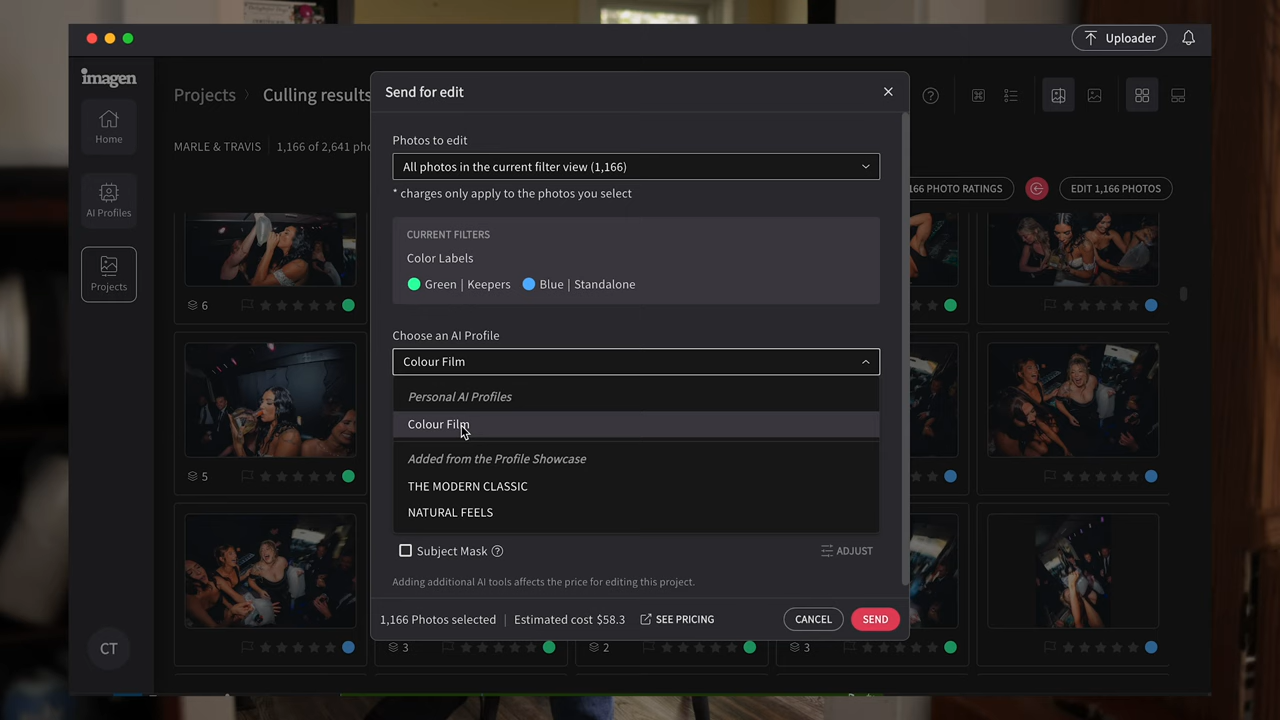 Uploader
imagen
Home
AI Profiles
Projects
CT
Projects > Culling results
MARLE & TRAVIS | 1,166 of 2,641 pho
66 PHOTO RATINGS
EDIT 1,166 PHOTOS
Send for edit
Photos to edit
All photos in the current filter view (1,166)
* charges only apply to the photos you select
CURRENT FILTERS
Color Labels
Green | Keepers Blue | Standalone
Choose an AI Profile
Colour Film
Personal AI Profiles
Colour Film
Added from the Profile Showcase
THE MODERN CLASSIC
NATURAL FEELS
Subject Mask
ADJUST
Adding additional AI tools affects the price for editing this project.
1,166 Photos selected | Estimated cost $58.3 SEE PRICING
CANCEL
SEND
6
5
3
2
3